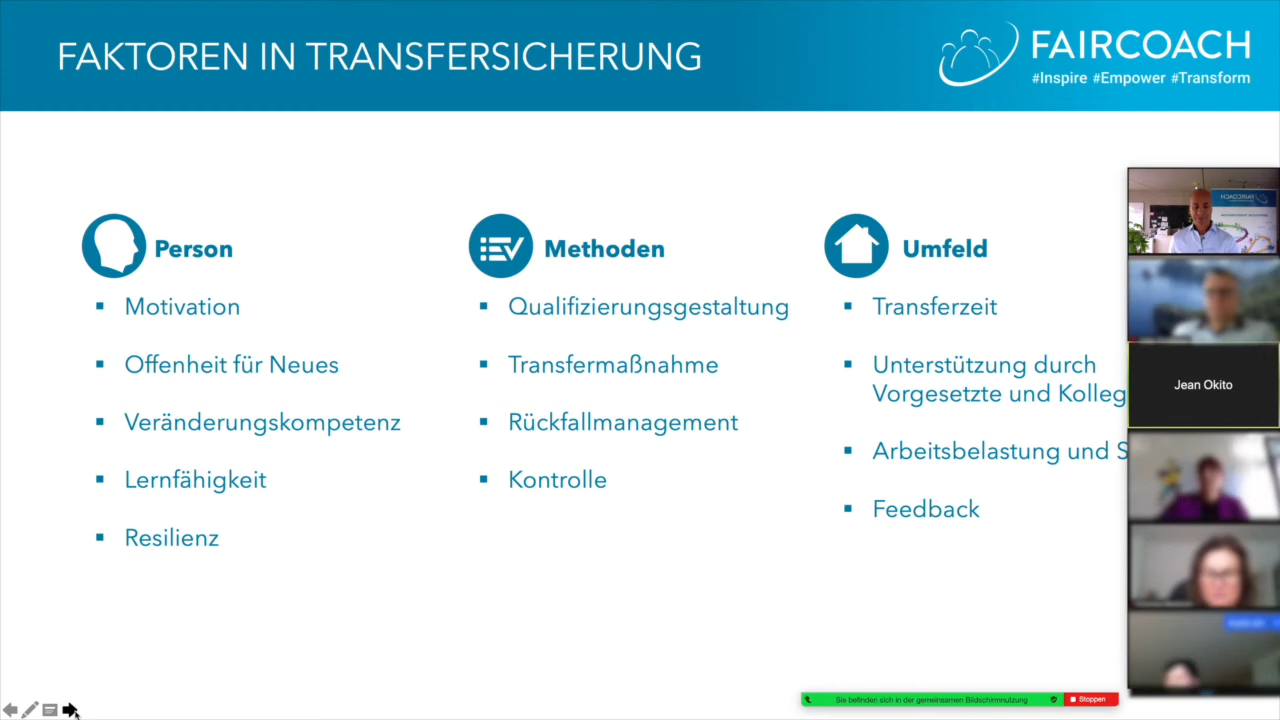 FAKTOREN IN TRANSFERSICHERUNG
FAIRCOACH
#Inspire #Empower #Transform
Person
Motivation
Offenheit für Neues
Veränderungskompetenz
Lernfähigkeit
Resilienz
Methoden
Qualifizierungsgestaltung
Transfermaßnahme
Rückfallmanagement
Kontrolle
Umfeld
Transferzeit
Unterstützung durch
Vorgesetzte und Kolleg
Arbeitsbelastung und S
Feedback
FAIRCOACH
Jean Okito
Sie befinden sich in der gemeinsamen Bildschirmnutzung
Stoppen